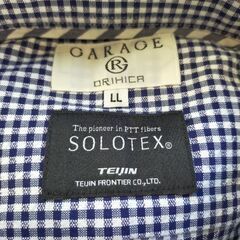 GARAGE
R
ORIHICA
LL
The pioneer in PTT fibers
SOLOTEX®
TEIJIN
TEIJIN FRONTIER CO.,LTD.